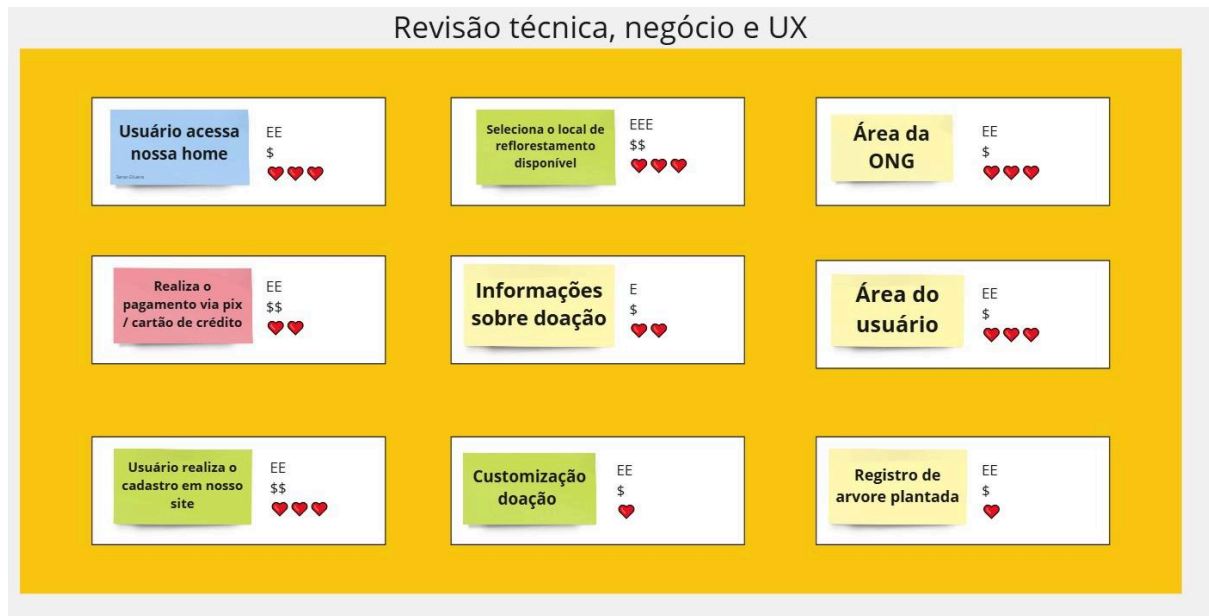 Revisão técnica, negócio e UX
Usuário acessa
nossa home
EE
$
Seleciona o local de
reflorestamento
disponível
EEE
$$
Área da
ONG
EE
$
Realiza o
pagamento via pix
/ cartão de crédito
EE
$$
Informações
sobre doação
E
$
Área do
usuário
EE
$
Usuário realiza o
cadastro em nosso
site
EE
$$
Customização
doação
EE
$
Registro de
arvore plantada
EE
$